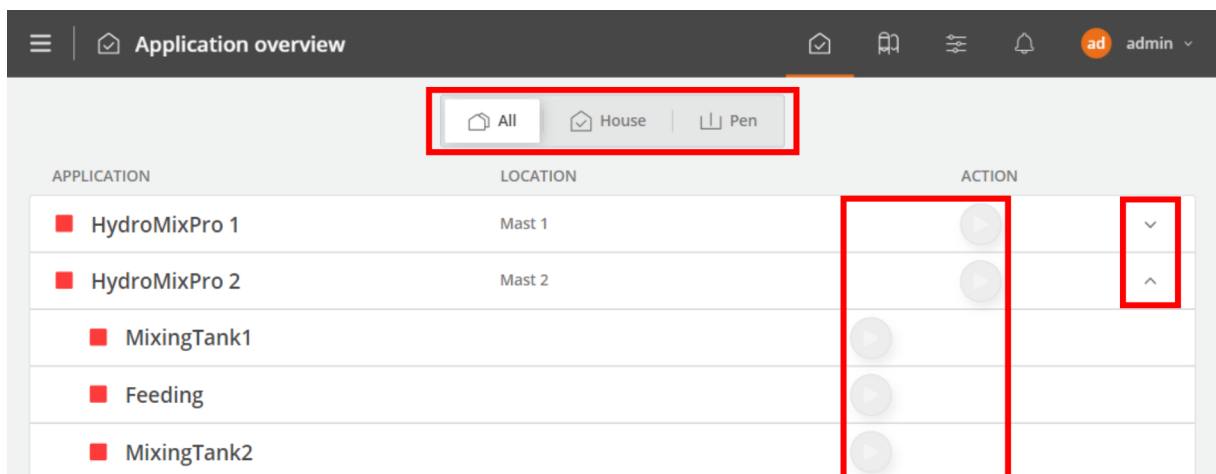 Application overview
ad admin
All House Pen
APPLICATION LOCATION ACTION
HydroMixPro 1 Mast 1
HydroMixPro 2 Mast 2
MixingTank1
Feeding
MixingTank2